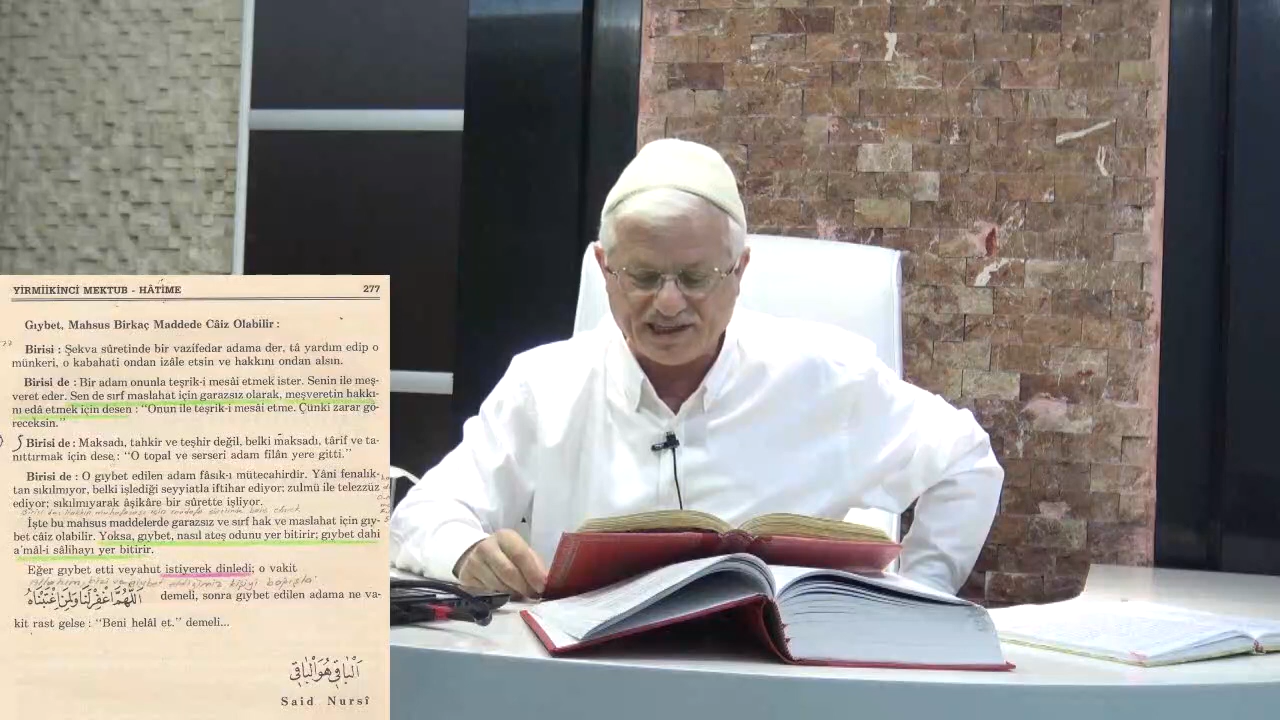 YİRMİİKİNCİ MEKTUB - HÂTİME 277
Gıybet, Mahsus Birkaç Maddede Câiz Olabilir :
Birisi : Şekva sûretinde bir vazifedar adama der, tâ yardım edip o
münkeri, o kabahati ondan izâle etsin ve hakkını ondan alsın.
Birisi de : Bir adam onunla teşrik-i mesâi etmek ister. Senin ile meş-
veret eder. Sen de sırf maslahat için garazsız olarak, meşveretin hakkı-
nı edâ etmek için desen : "Onun ile teşrik-i mesâi etme. Çünki zarar gö-
receksin."
Birisi de : Maksadı, tahkir ve teşhir değil, belki maksadı, târif ve ta-
nıttırmak için dese : "O topal ve serseri adam filân yere gitti."
Birisi de : O gıybet edilen adam fâsık-ı mütecahirdir. Yâni fenalık-
tan sıkılmıyor, belki işlediği seyyiatla iftihar ediyor; zulmü ile telezzüz
ediyor; sıkılmıyarak âşikâre bir sûrette işliyor.
İşte bu mahsus maddelerde garazsız ve sırf hak ve maslahat için gıy-
bet câiz olabilir. Yoksa, gıybet, nasıl ateş odunu yer bitirir; gıybet dahi
a'mâl-i sâlihayı yer bitirir.
Eğer gıybet etti veyahut istiyerek dinledi; o vakit
اَللّٰهُمَّ اغْفِرْلَنَا وَلِمَنِ اغْتَبْنَاهُ demeli, sonra gıybet edilen adama ne va-
kit rast gelse : "Beni helâl et." demeli...
اَلْبَاقِي هُوَ الْبَاقِي
Said Nursî